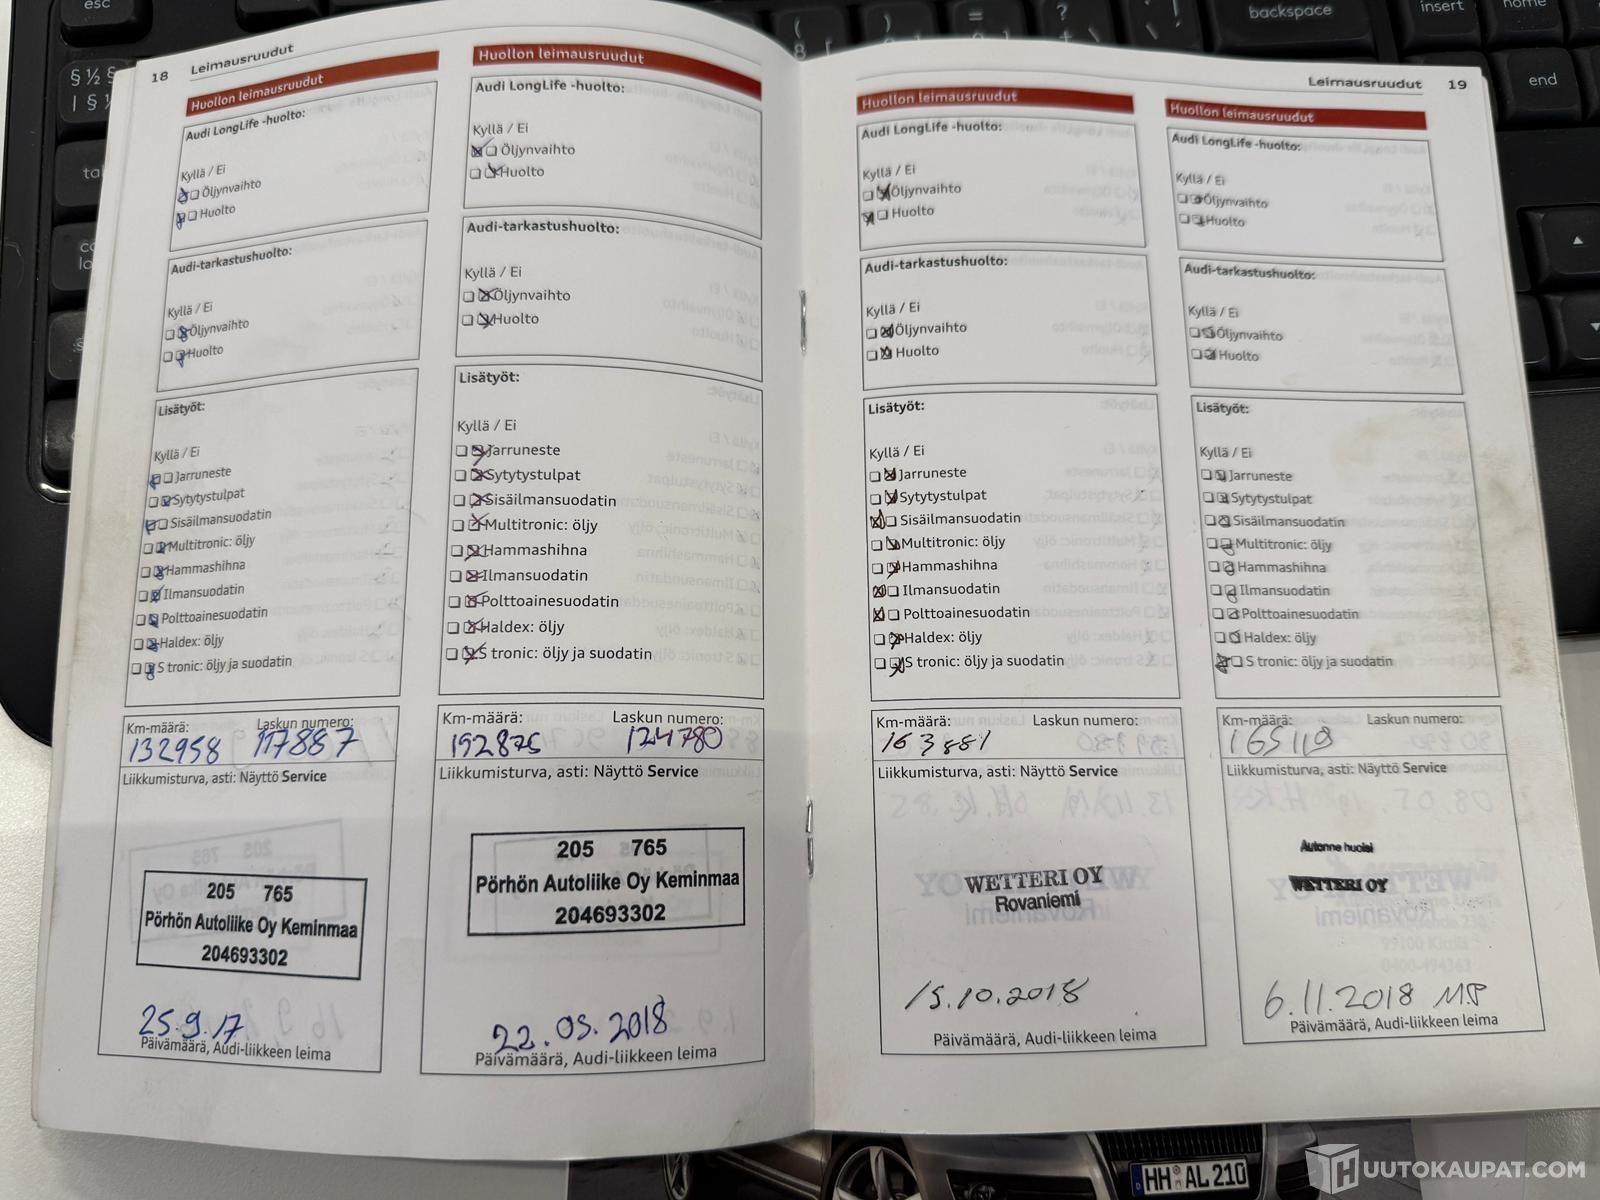 18 Leimausruudut
Huollon leimausruudut
Audi LongLife -huolto:
Kyllä / Ei
Öljynvaihto
Huolto
Audi-tarkastushuolto:
Kyllä / Ei
Öljynvaihto
Huolto
Lisätyöt:
Kyllä / Ei
Jarruneste
Sytytystulpat
Sisäilmansuodatin
Multitronic: öljy
Hammashihna
Ilmansuodatin
Polttoainesuodatin
Haldex: öljy
S tronic: öljy ja suodatin
Km-määrä: Laskun numero:
132958 117887
Liikkumisturva, asti: Näyttö Service
205 765
Pörhön Autoliike Oy Keminmaa
204693302
25.9.17
Päivämäärä, Audi-liikkeen leima
Huollon leimausruudut
Audi LongLife -huolto:
Kyllä / Ei
Öljynvaihto
Huolto
Audi-tarkastushuolto:
Kyllä / Ei
Öljynvaihto
Huolto
Lisätyöt:
Kyllä / Ei
Jarruneste
Sytytystulpat
Sisäilmansuodatin
Multitronic: öljy
Hammashihna
Ilmansuodatin
Polttoainesuodatin
Haldex: öljy
S tronic: öljy ja suodatin
Km-määrä: Laskun numero:
192875 124780
Liikkumisturva, asti: Näyttö Service
205 765
Pörhön Autoliike Oy Keminmaa
204693302
22.05.2018
Päivämäärä, Audi-liikkeen leima
Leimausruudut 19
Huollon leimausruudut
Audi LongLife -huolto:
Kyllä / Ei
Öljynvaihto
Huolto
Audi-tarkastushuolto:
Kyllä / Ei
Öljynvaihto
Huolto
Lisätyöt:
Kyllä / Ei
Jarruneste
Sytytystulpat
Sisäilmansuodatin
Multitronic: öljy
Hammashihna
Ilmansuodatin
Polttoainesuodatin
Haldex: öljy
S tronic: öljy ja suodatin
Km-määrä: Laskun numero:
163881
Liikkumisturva, asti: Näyttö Service
WETTERI OY
Rovaniemi
15.10.2018
Päivämäärä, Audi-liikkeen leima
Huollon leimausruudut
Audi LongLife -huolto:
Kyllä / Ei
Öljynvaihto
Huolto
Audi-tarkastushuolto:
Kyllä / Ei
Öljynvaihto
Huolto
Lisätyöt:
Kyllä / Ei
Jarruneste
Sytytystulpat
Sisäilmansuodatin
Multitronic: öljy
Hammashihna
Ilmansuodatin
Polttoainesuodatin
Haldex: öljy
S tronic: öljy ja suodatin
Km-määrä: Laskun numero:
165119
Liikkumisturva, asti: Näyttö Service
Autonne huolsi
WETTERI OY
6.11.2018 MP
Päivämäärä, Audi-liikkeen leima
esc
backspace
insert
home
end
HH AL 210
HUUTOKAUPAT.COM